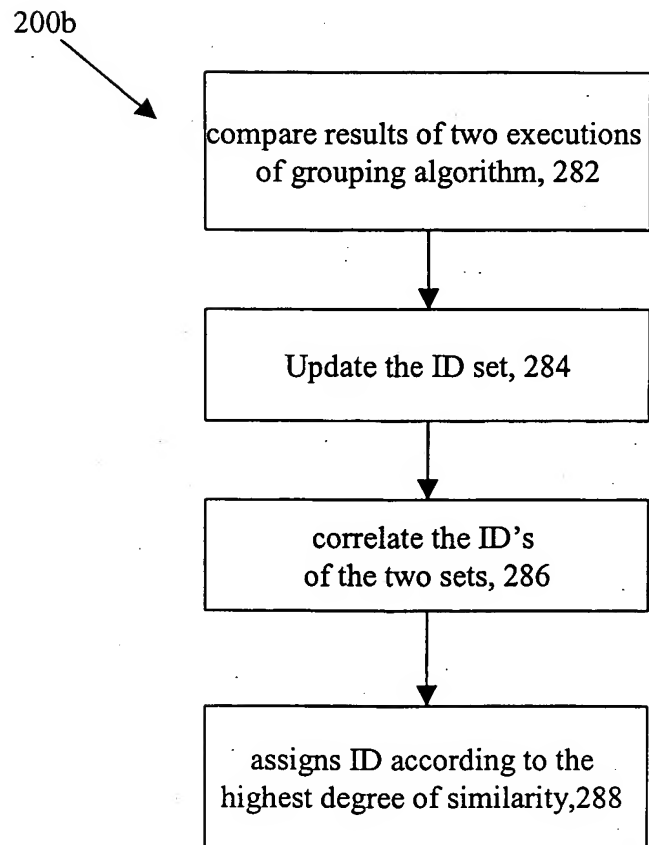 200b
compare results of two executions
of grouping algorithm, 282
Update the ID set, 284
correlate the ID's
of the two sets, 286
assigns ID according to the
highest degree of similarity,288